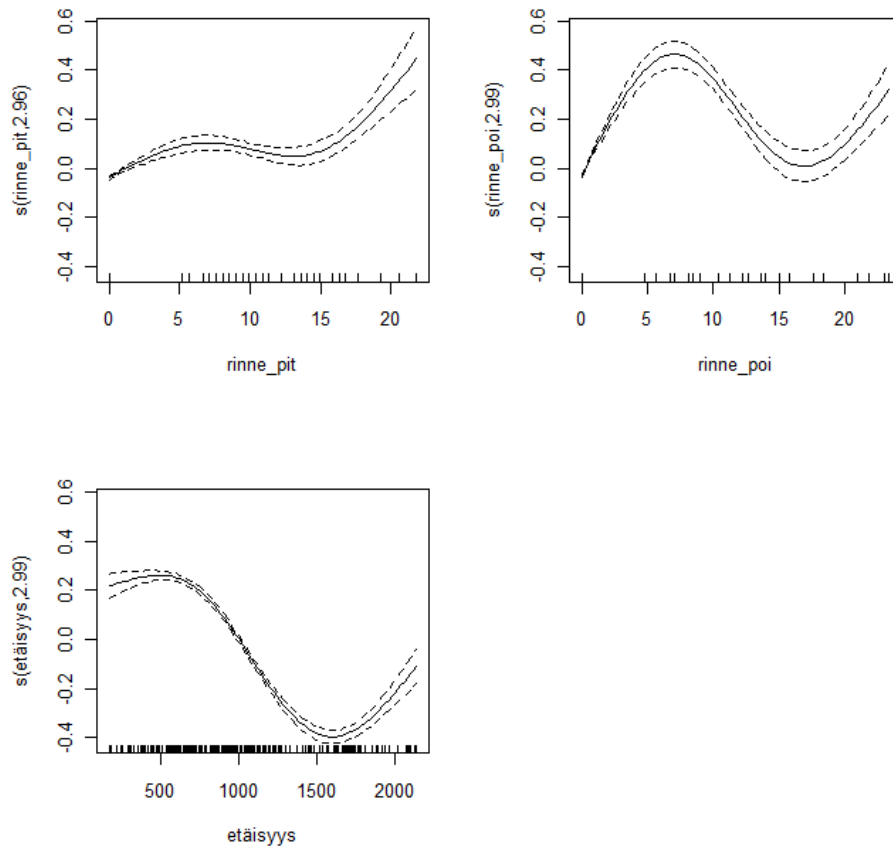 s(rinne_pit,2.96)
0.6
0.4
0.2
0.0
-0.2
-0.4
0 5 10 15 20
rinne_pit
s(rinne_poi,2.99)
0.6
0.4
0.2
0.0
-0.2
-0.4
0 5 10 15 20
rinne_poi
s(etäisyys,2.99)
0.6
0.4
0.2
0.0
-0.2
-0.4
500 1000 1500 2000
etäisyys